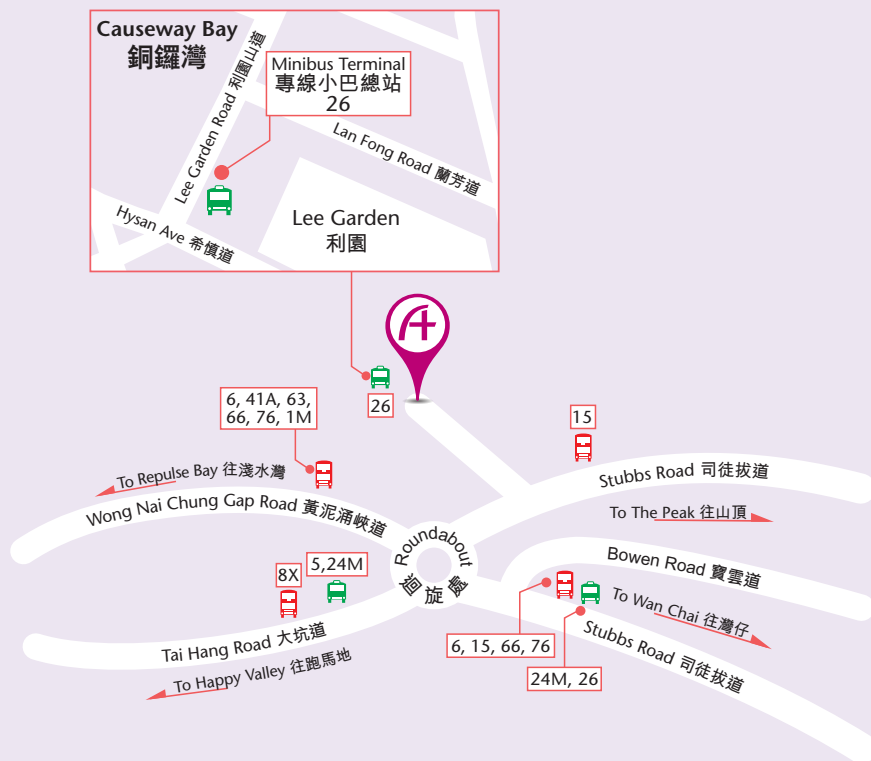 Causeway Bay
銅鑼灣
Minibus Terminal
專線小巴總站
26
Lee Garden Road 利園山道
Lan Fong Road 蘭芳道
Hysan Ave 希慎道
Lee Garden
利園
26
6, 41A, 63,
66, 76, 1M
15
To Repulse Bay 往淺水灣
Wong Nai Chung Gap Road 黃泥涌峽道
Stubbs Road 司徒拔道
To The Peak 往山頂
Roundabout
迴旋處
Bowen Road 寶雲道
8X
5,24M
To Wan Chai 往灣仔
Stubbs Road 司徒拔道
Tai Hang Road 大坑道
To Happy Valley 往跑馬地
6, 15, 66, 76
24M, 26